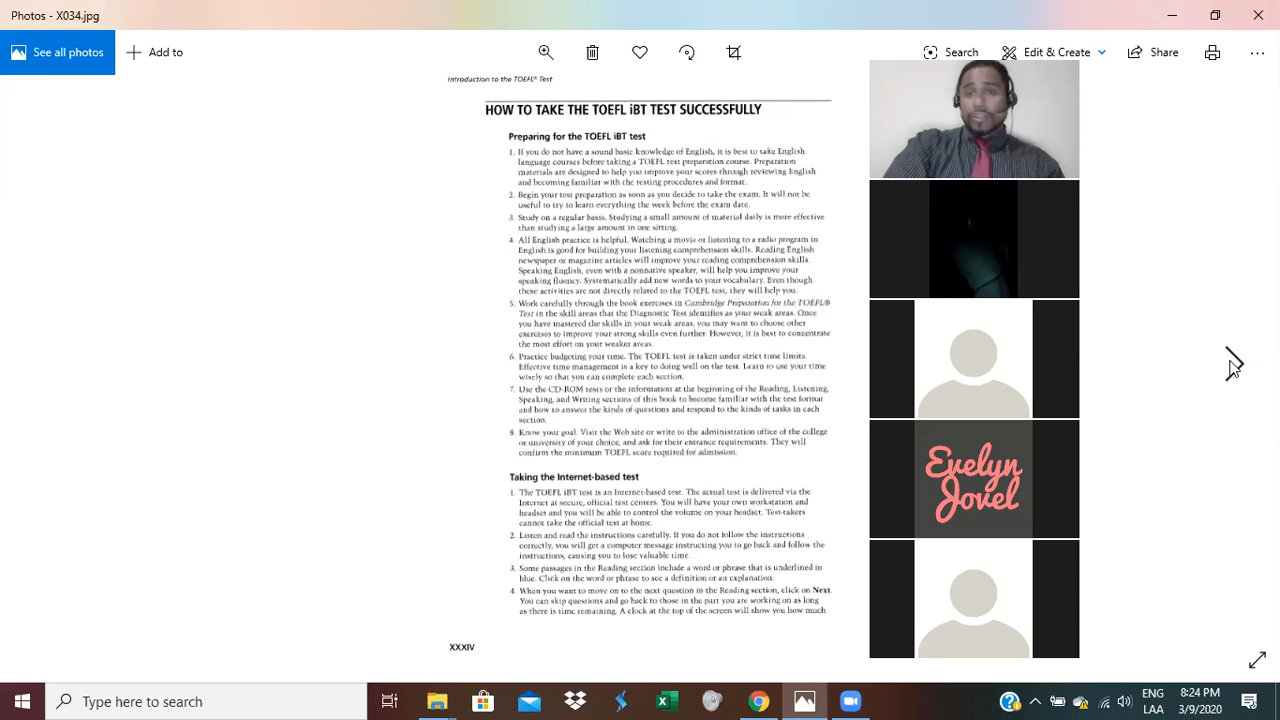 Photos - X034.jpg
See all photos
Add to
Search
Edit & Create
Share
Introduction to the TOEFL® Test
HOW TO TAKE THE TOEFL iBT TEST SUCCESSFULLY
Preparing for the TOEFL iBT test
1. If you do not have a sound basic knowledge of English, it is best to take English
language courses before taking a TOEFL test preparation course. Preparation
materials are designed to help you improve your scores through reviewing English
and becoming familiar with the testing procedures and format.
2. Begin your test preparation as soon as you decide to take the exam. It will not be
useful to try to learn everything the week before the exam date.
3. Study on a regular basis. Studying a small amount of material daily is more effective
than studying a large amount in one sitting.
4. All English practice is helpful. Watching a movie or listening to a radio program in
English is good for building your listening comprehension skills. Reading English
newspaper or magazine articles will improve your reading comprehension skills.
Speaking English, even with a nonnative speaker, will help you improve your
speaking fluency. Systematically add new words to your vocabulary. Even though
these activities are not directly related to the TOEFL test, they will help you.
5. Work carefully through the book exercises in Cambridge Preparation for the TOEFL®
Test in the skill areas that the Diagnostic Test identifies as your weak areas. Once
you have mastered the skills in your weak areas, you may want to choose other
exercises to improve your strong skills even further. However, it is best to concentrate
the most effort on your weaker areas.
6. Practice budgeting your time. The TOEFL test is taken under strict time limits.
Effective time management is a key to doing well on the test. Learn to use your time
wisely so that you can complete each section.
7. Use the CD-ROM tests or the information at the beginning of the Reading, Listening,
Speaking, and Writing sections of this book to become familiar with the test format
and how to answer the kinds of questions and respond to the kinds of tasks in each
section.
8. Know your goal. Visit the Web site or write to the administration office of the college
or university of your choice, and ask for their entrance requirements. They will
confirm the minimum TOEFL score required for admission.
Taking the Internet-based test
1. The TOEFL iBT test is an Internet-based test. The actual test is delivered via the
Internet at secure, official test centers. You will have your own workstation and
headset and you will be able to control the volume on your headset. Test-takers
cannot take the official test at home.
2. Listen and read the instructions carefully. If you do not follow the instructions
correctly, you will get a computer message instructing you to go back and follow the
instructions, causing you to lose valuable time.
3. Some passages in the Reading section include a word or phrase that is underlined in
blue. Click on the word or phrase to see a definition or an explanation.
4. When you want to move on to the next question in the Reading section, click on Next.
You can skip questions and go back to those in the part you are working on as long
as there is time remaining. A clock at the top of the screen will show you how much
XXXIV
Evelyn
Jovel
Type here to search
ENG
LAA
8:24 PM
3/9/2020